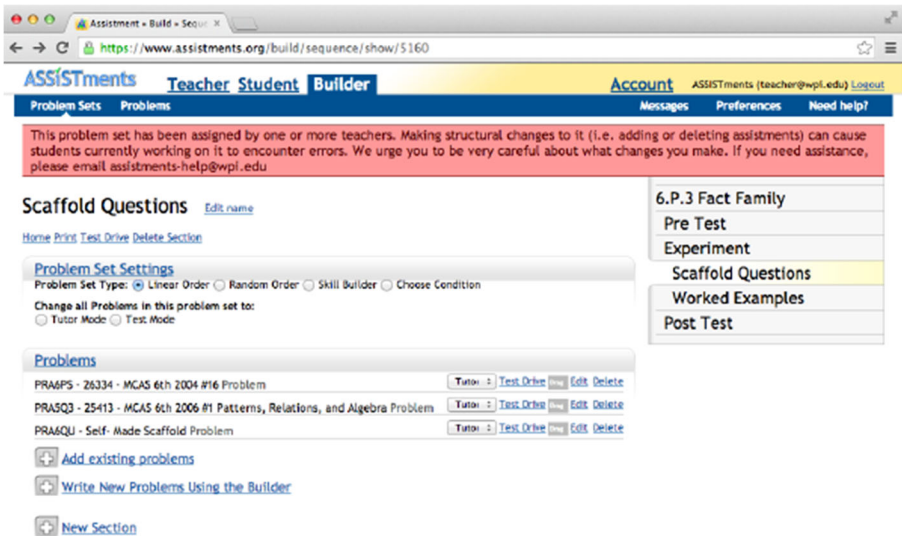 Assistment - Build - Seque
https://www.assistments.org/build/sequence/show/5160
ASSiSTments Teacher Student Builder Account ASSISTments (teacher@wpi.edu) Logout
Problem Sets Problems Messages Preferences Need help?
This problem set has been assigned by one or more teachers. Making structural changes to it (i.e. adding or deleting assistments) can cause
students currently working on it to encounter errors. We urge you to be very careful about what changes you make. If you need assistance,
please email assistments-help@wpi.edu
Scaffold Questions Edit name
Home Print Test Drive Delete Section
Problem Set Settings
Problem Set Type: Linear Order Random Order Skill Builder Choose Condition
Change all Problems in this problem set to:
Tutor Mode Test Mode
Problems
PRA6PS - 26334 - MCAS 6th 2004 #16 Problem Tutor Test Drive Drag Edit Delete
PRA5Q3 - 25413 - MCAS 6th 2006 #1 Patterns, Relations, and Algebra Problem Tutor Test Drive Drag Edit Delete
PRA6QU - Self- Made Scaffold Problem Tutor Test Drive Drag Edit Delete
Add existing problems
Write New Problems Using the Builder
New Section
6.P.3 Fact Family
Pre Test
Experiment
Scaffold Questions
Worked Examples
Post Test